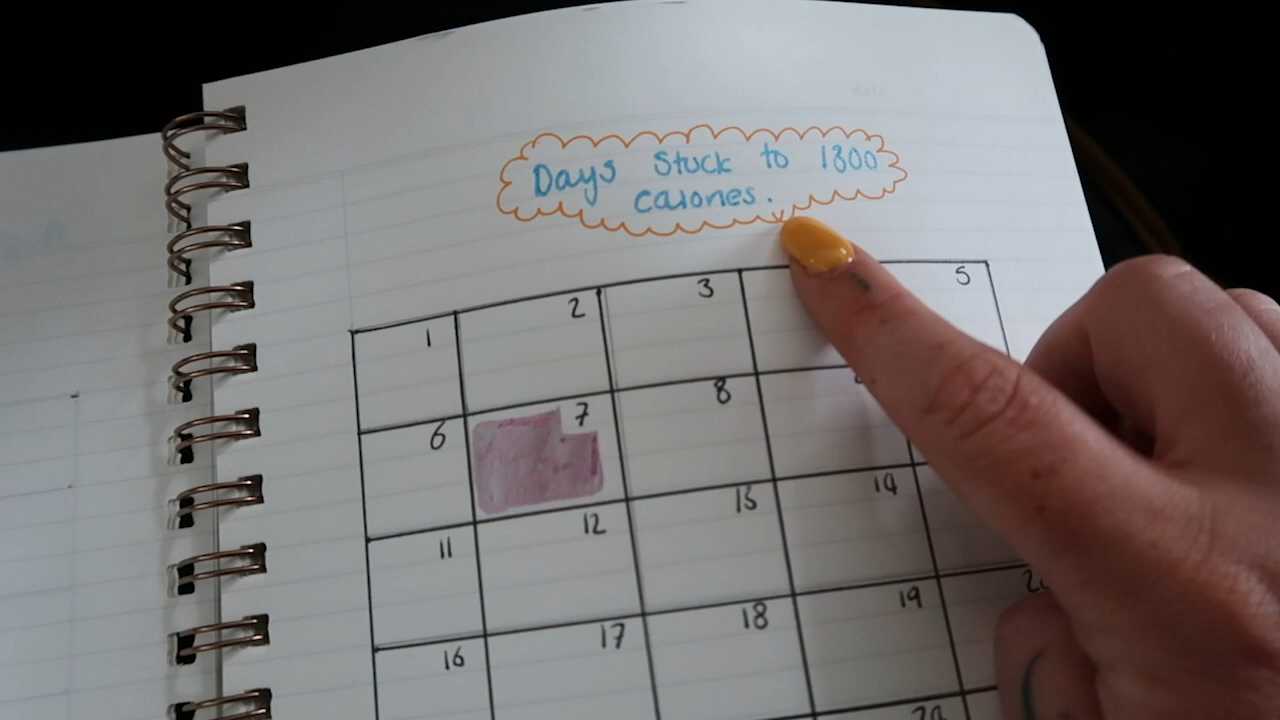 Days Stuck to 1800
calories.
1 2 3 5
6 7 8
11 12 13 14
16 17 18 19